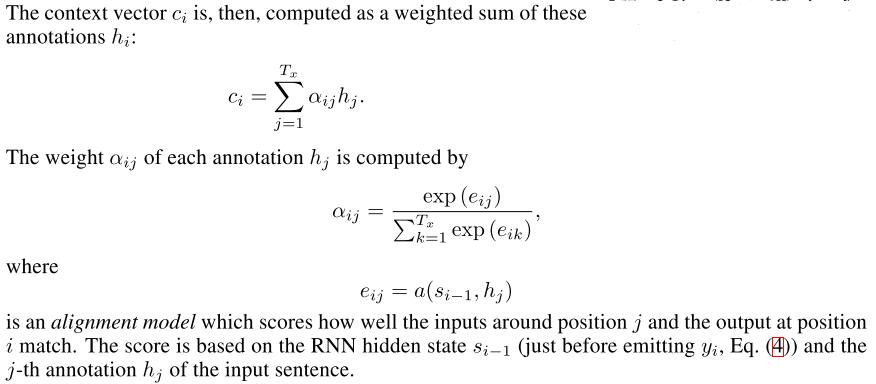 The context vector c_i is, then, computed as a weighted sum of these
annotations h_i:
c_i = \sum_{j=1}^{T_x} α_{ij} h_j.
The weight α_{ij} of each annotation h_j is computed by
α_{ij} = \frac{exp (e_{ij})}{\sum_{k=1}^{T_x} exp (e_{ik})},
where
e_{ij} = a(s_{i−1}, h_j)
is an alignment model which scores how well the inputs around position j and the output at position
i match. The score is based on the RNN hidden state s_{i−1} (just before emitting y_i, Eq. (4)) and the
j-th annotation h_j of the input sentence.